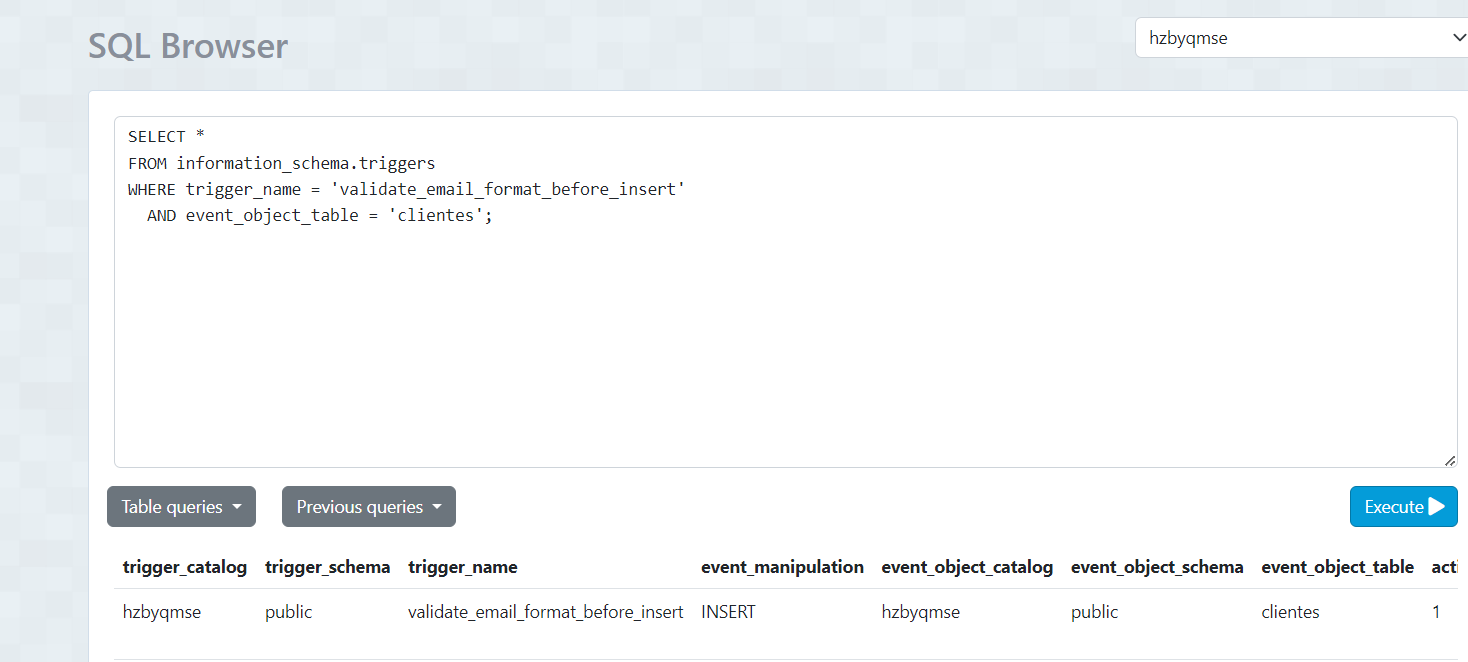 SQL Browser
hzbyqmse
SELECT *
FROM information_schema.triggers
WHERE trigger_name = 'validate_email_format_before_insert'
  AND event_object_table = 'clientes';
Table queries
Previous queries
Execute
trigger_catalog trigger_schema trigger_name event_manipulation event_object_catalog event_object_schema event_object_table acti
hzbyqmse public validate_email_format_before_insert INSERT hzbyqmse public clientes 1